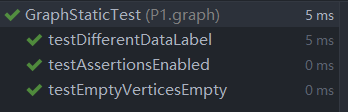 GraphStaticTest (P1.graph) 5 ms
testDifferentDataLabel 5 ms
testAssertionsEnabled 0 ms
testEmptyVerticesEmpty 0 ms